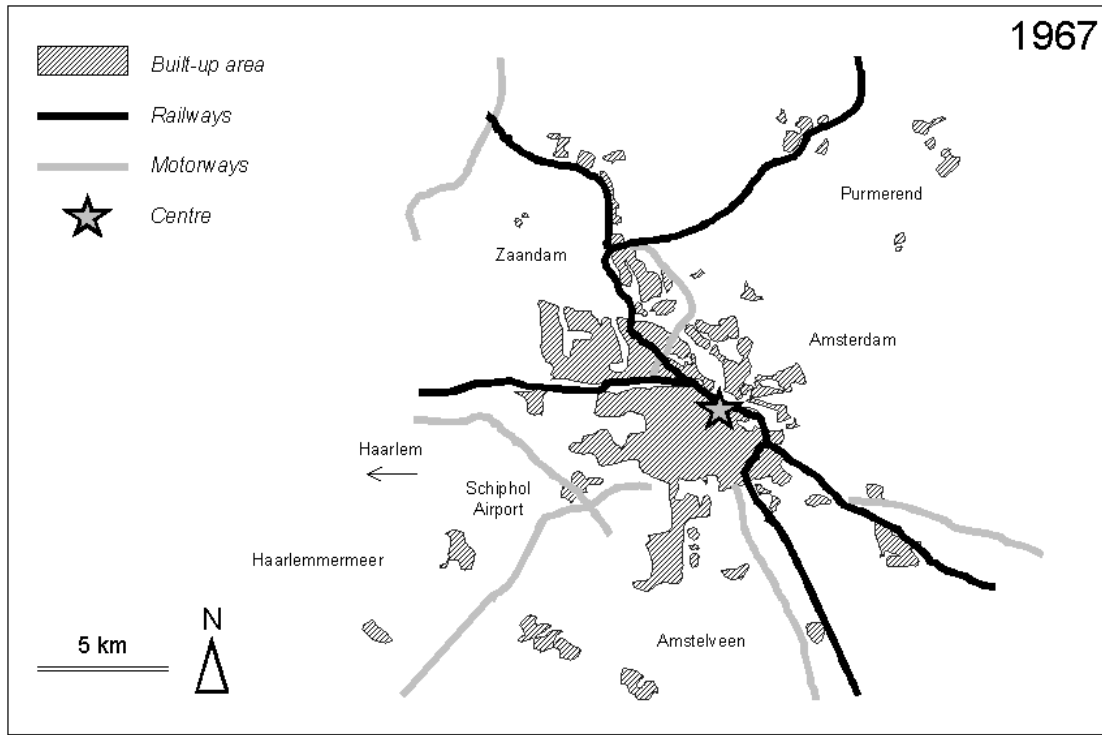 1967
Built-up area
Railways
Motorways
Centre
Purmerend
Zaandam
Amsterdam
Haarlem
Schiphol
Airport
Haarlemmermeer
Amstelveen
N
5 km